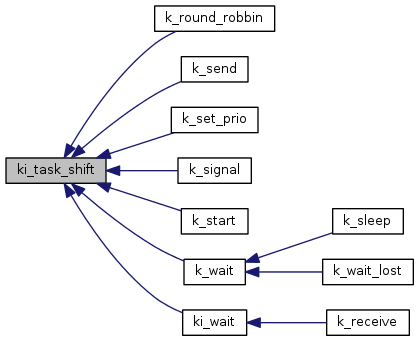 k_round_robbin
k_send
k_set_prio
ki_task_shift
k_signal
k_start
k_sleep
k_wait
k_wait_lost
ki_wait
k_receive